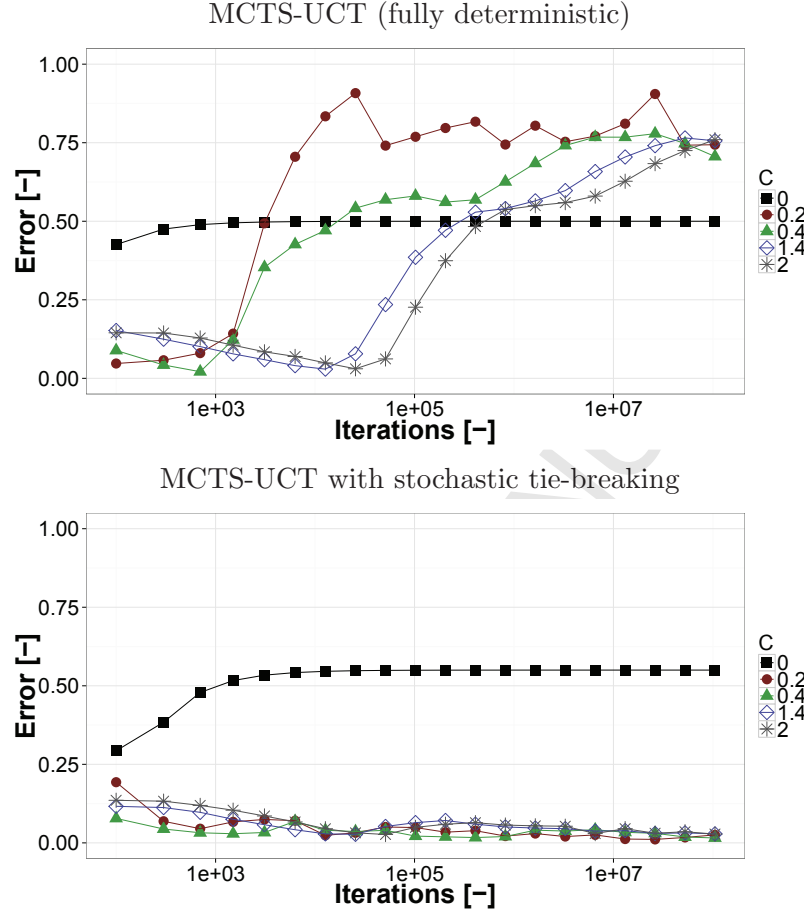 MCTS-UCT (fully deterministic)
1.00
0.75
0.50
0.25
0.00
Error [−]
1e+03
1e+05
1e+07
Iterations [−]
C
0
0.2
0.4
1.4
2
MCTS-UCT with stochastic tie-breaking
1.00
0.75
0.50
0.25
0.00
Error [−]
1e+03
1e+05
1e+07
Iterations [−]
C
0
0.2
0.4
1.4
2